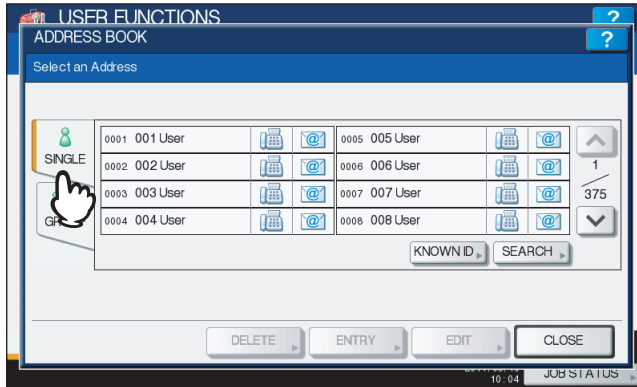 USER FUNCTIONS ?
ADDRESS BOOK ?
Select an Address
SINGLE
0001 001 User
0002 002 User
0003 003 User
0004 004 User
0005 005 User
0006 006 User
0007 007 User
0008 008 User
1
375
KNOWN ID
SEARCH
DELETE
ENTRY
EDIT
CLOSE
10:04
JOB STATUS